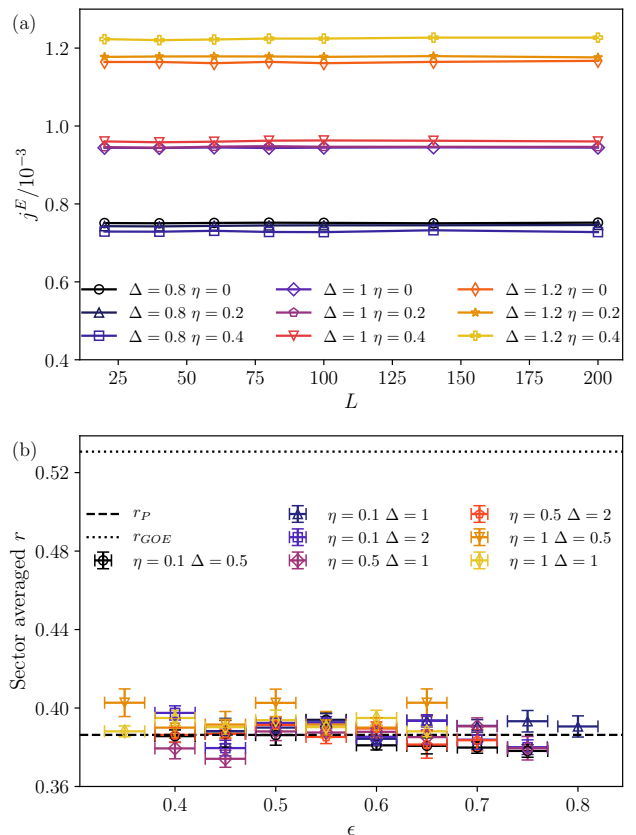 (a)
1.2
1.0
0.8
0.6
0.4
j^E/10^{-3}
Δ = 0.8 η = 0
Δ = 0.8 η = 0.2
Δ = 0.8 η = 0.4
Δ = 1 η = 0
Δ = 1 η = 0.2
Δ = 1 η = 0.4
Δ = 1.2 η = 0
Δ = 1.2 η = 0.2
Δ = 1.2 η = 0.4
25 50 75 100 125 150 175 200
L
(b)
0.52
0.48
0.44
0.40
0.36
Sector averaged r
r_P
r_{GOE}
η = 0.1 Δ = 0.5
η = 0.1 Δ = 1
η = 0.1 Δ = 2
η = 0.5 Δ = 1
η = 0.5 Δ = 2
η = 1 Δ = 0.5
η = 1 Δ = 1
0.4 0.5 0.6 0.7 0.8
ϵ